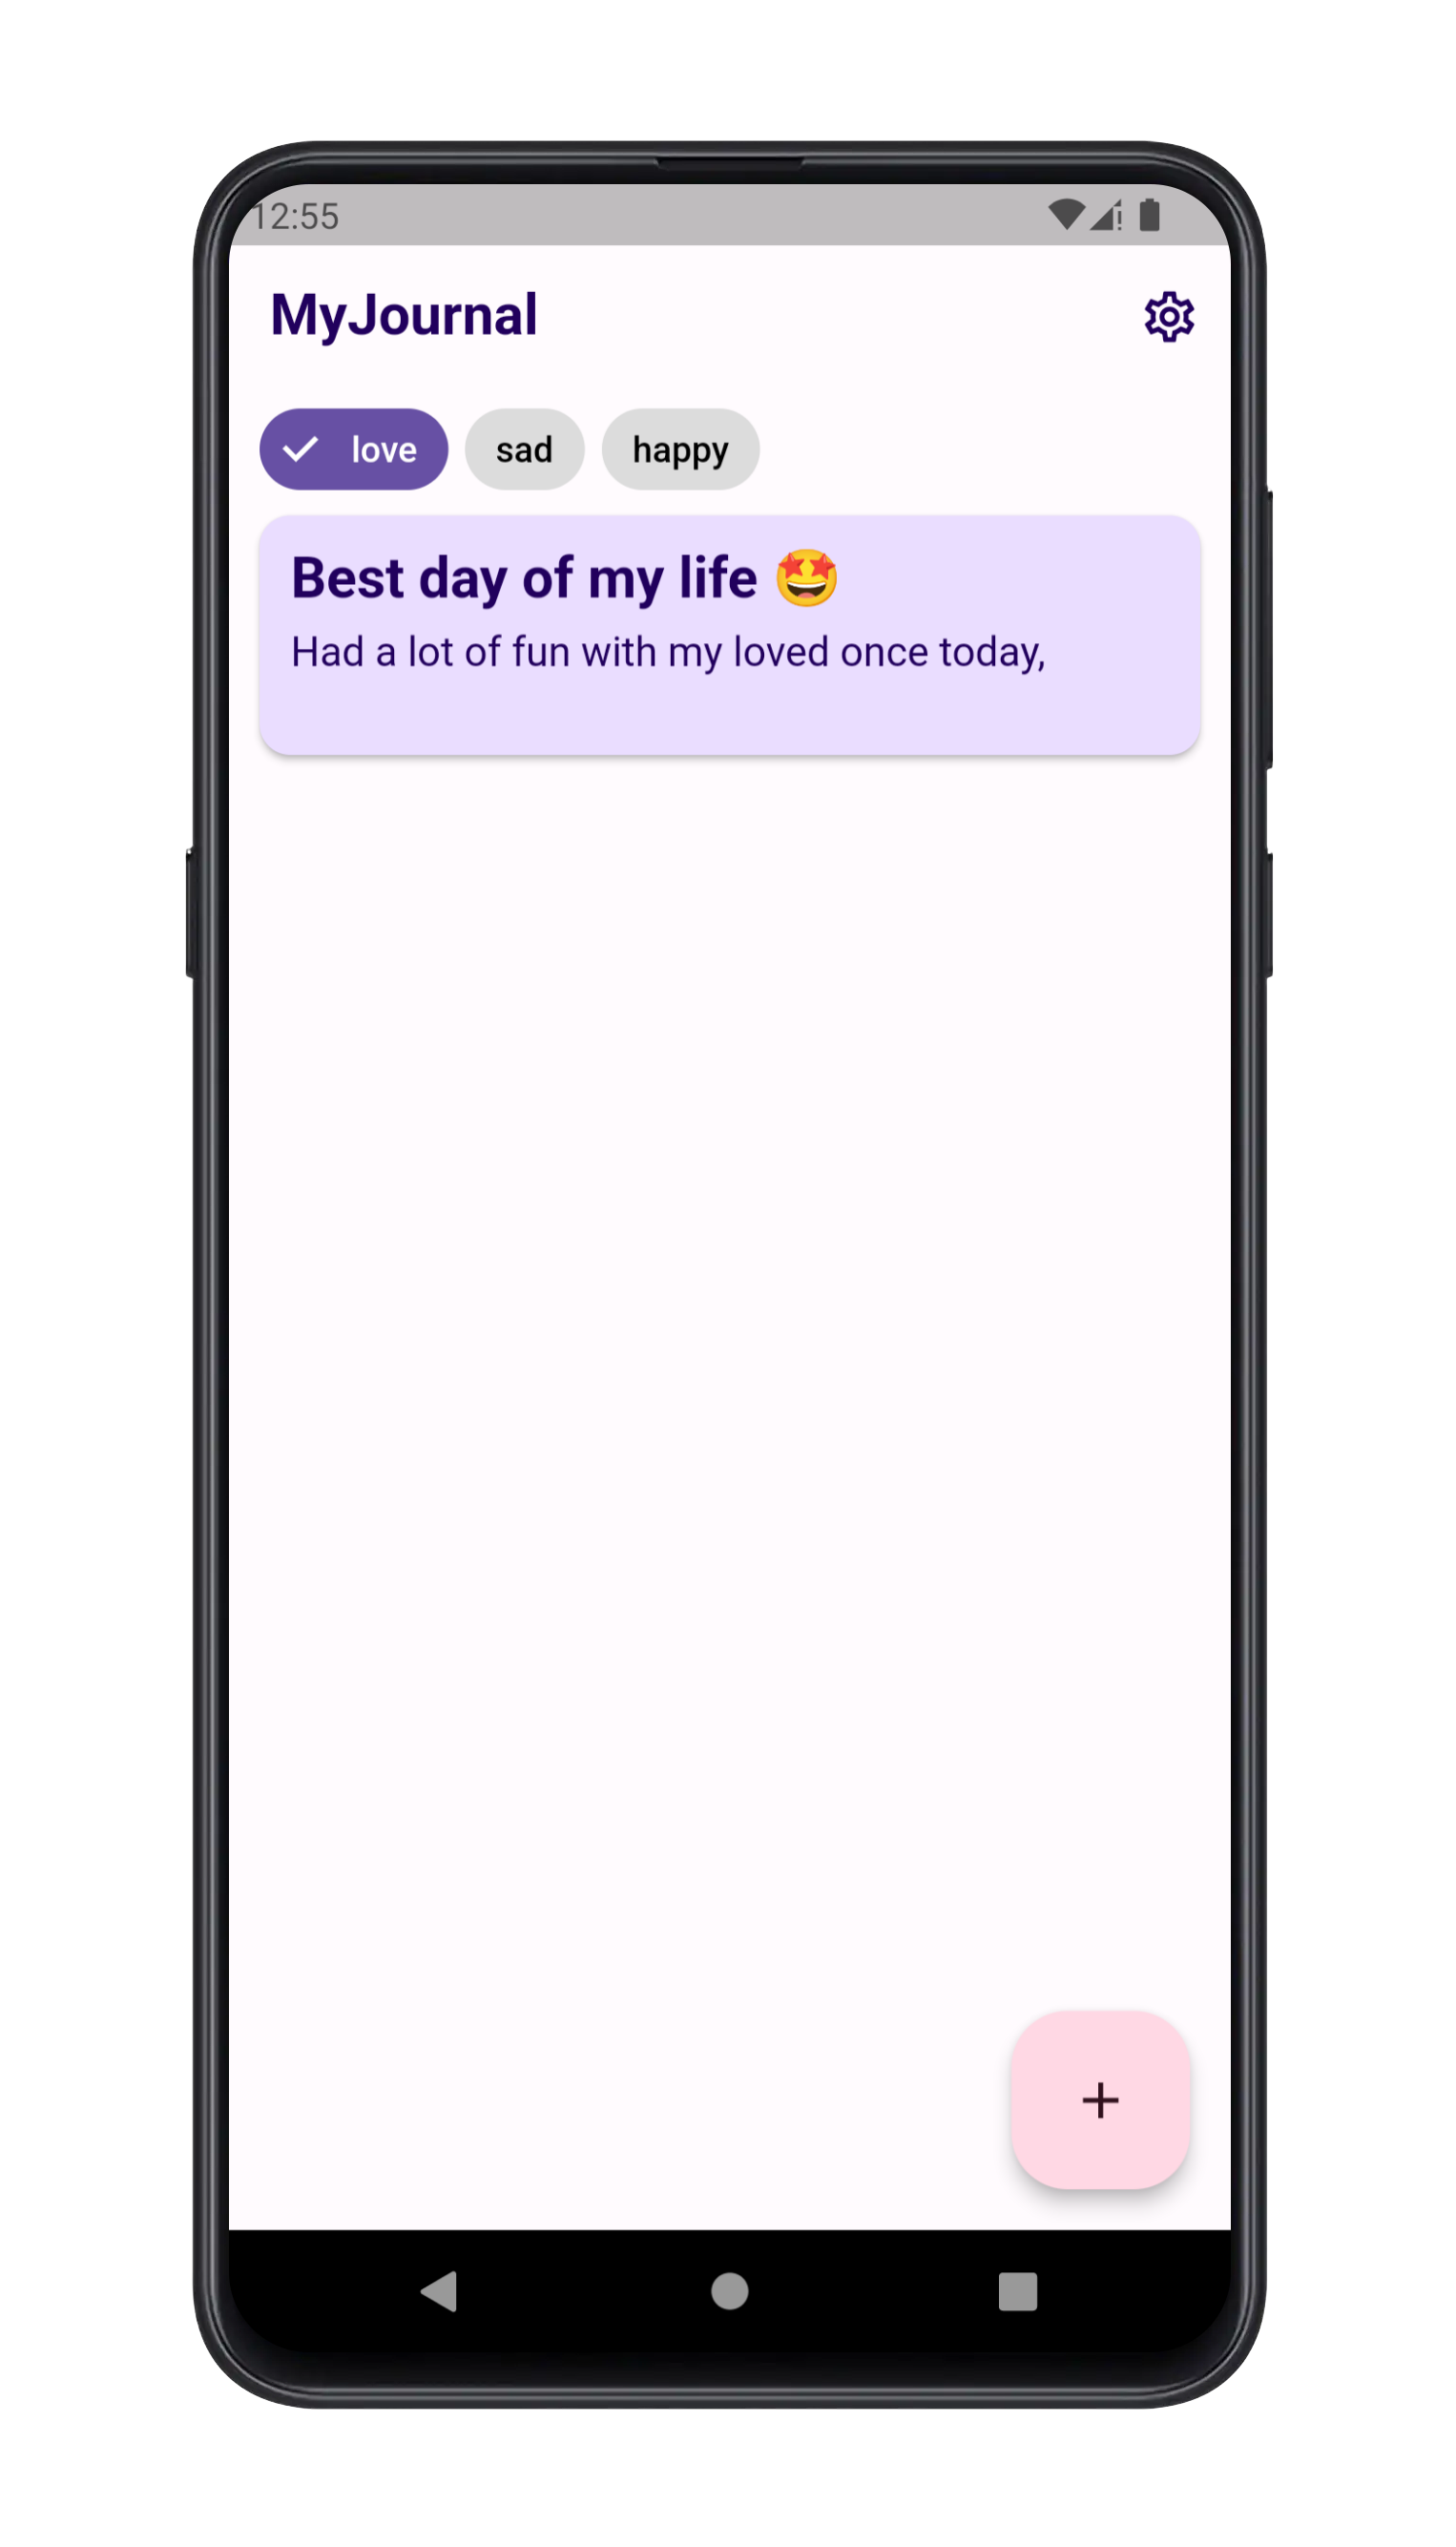 12:55
MyJournal
love sad happy
Best day of my life 🤩
Had a lot of fun with my loved once today,